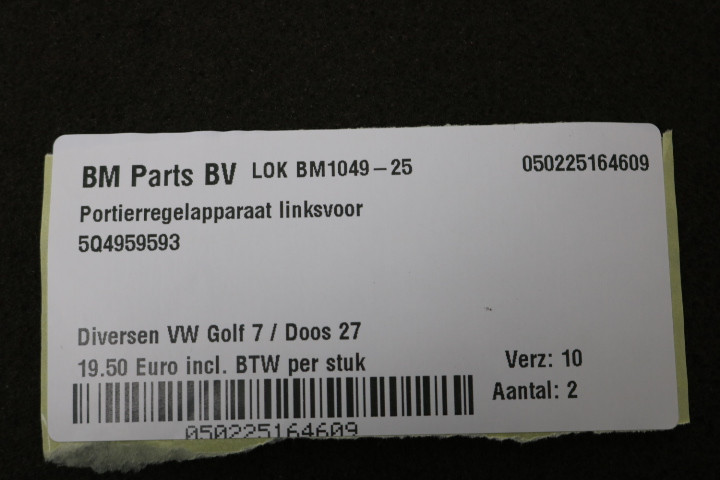 BM Parts BV LOK BM1049-25 050225164609
Portierregelapparaat linksvoor
5Q4959593
Diversen VW Golf 7 / Doos 27
19.50 Euro incl. BTW per stuk Verz: 10
Aantal: 2
050225164609